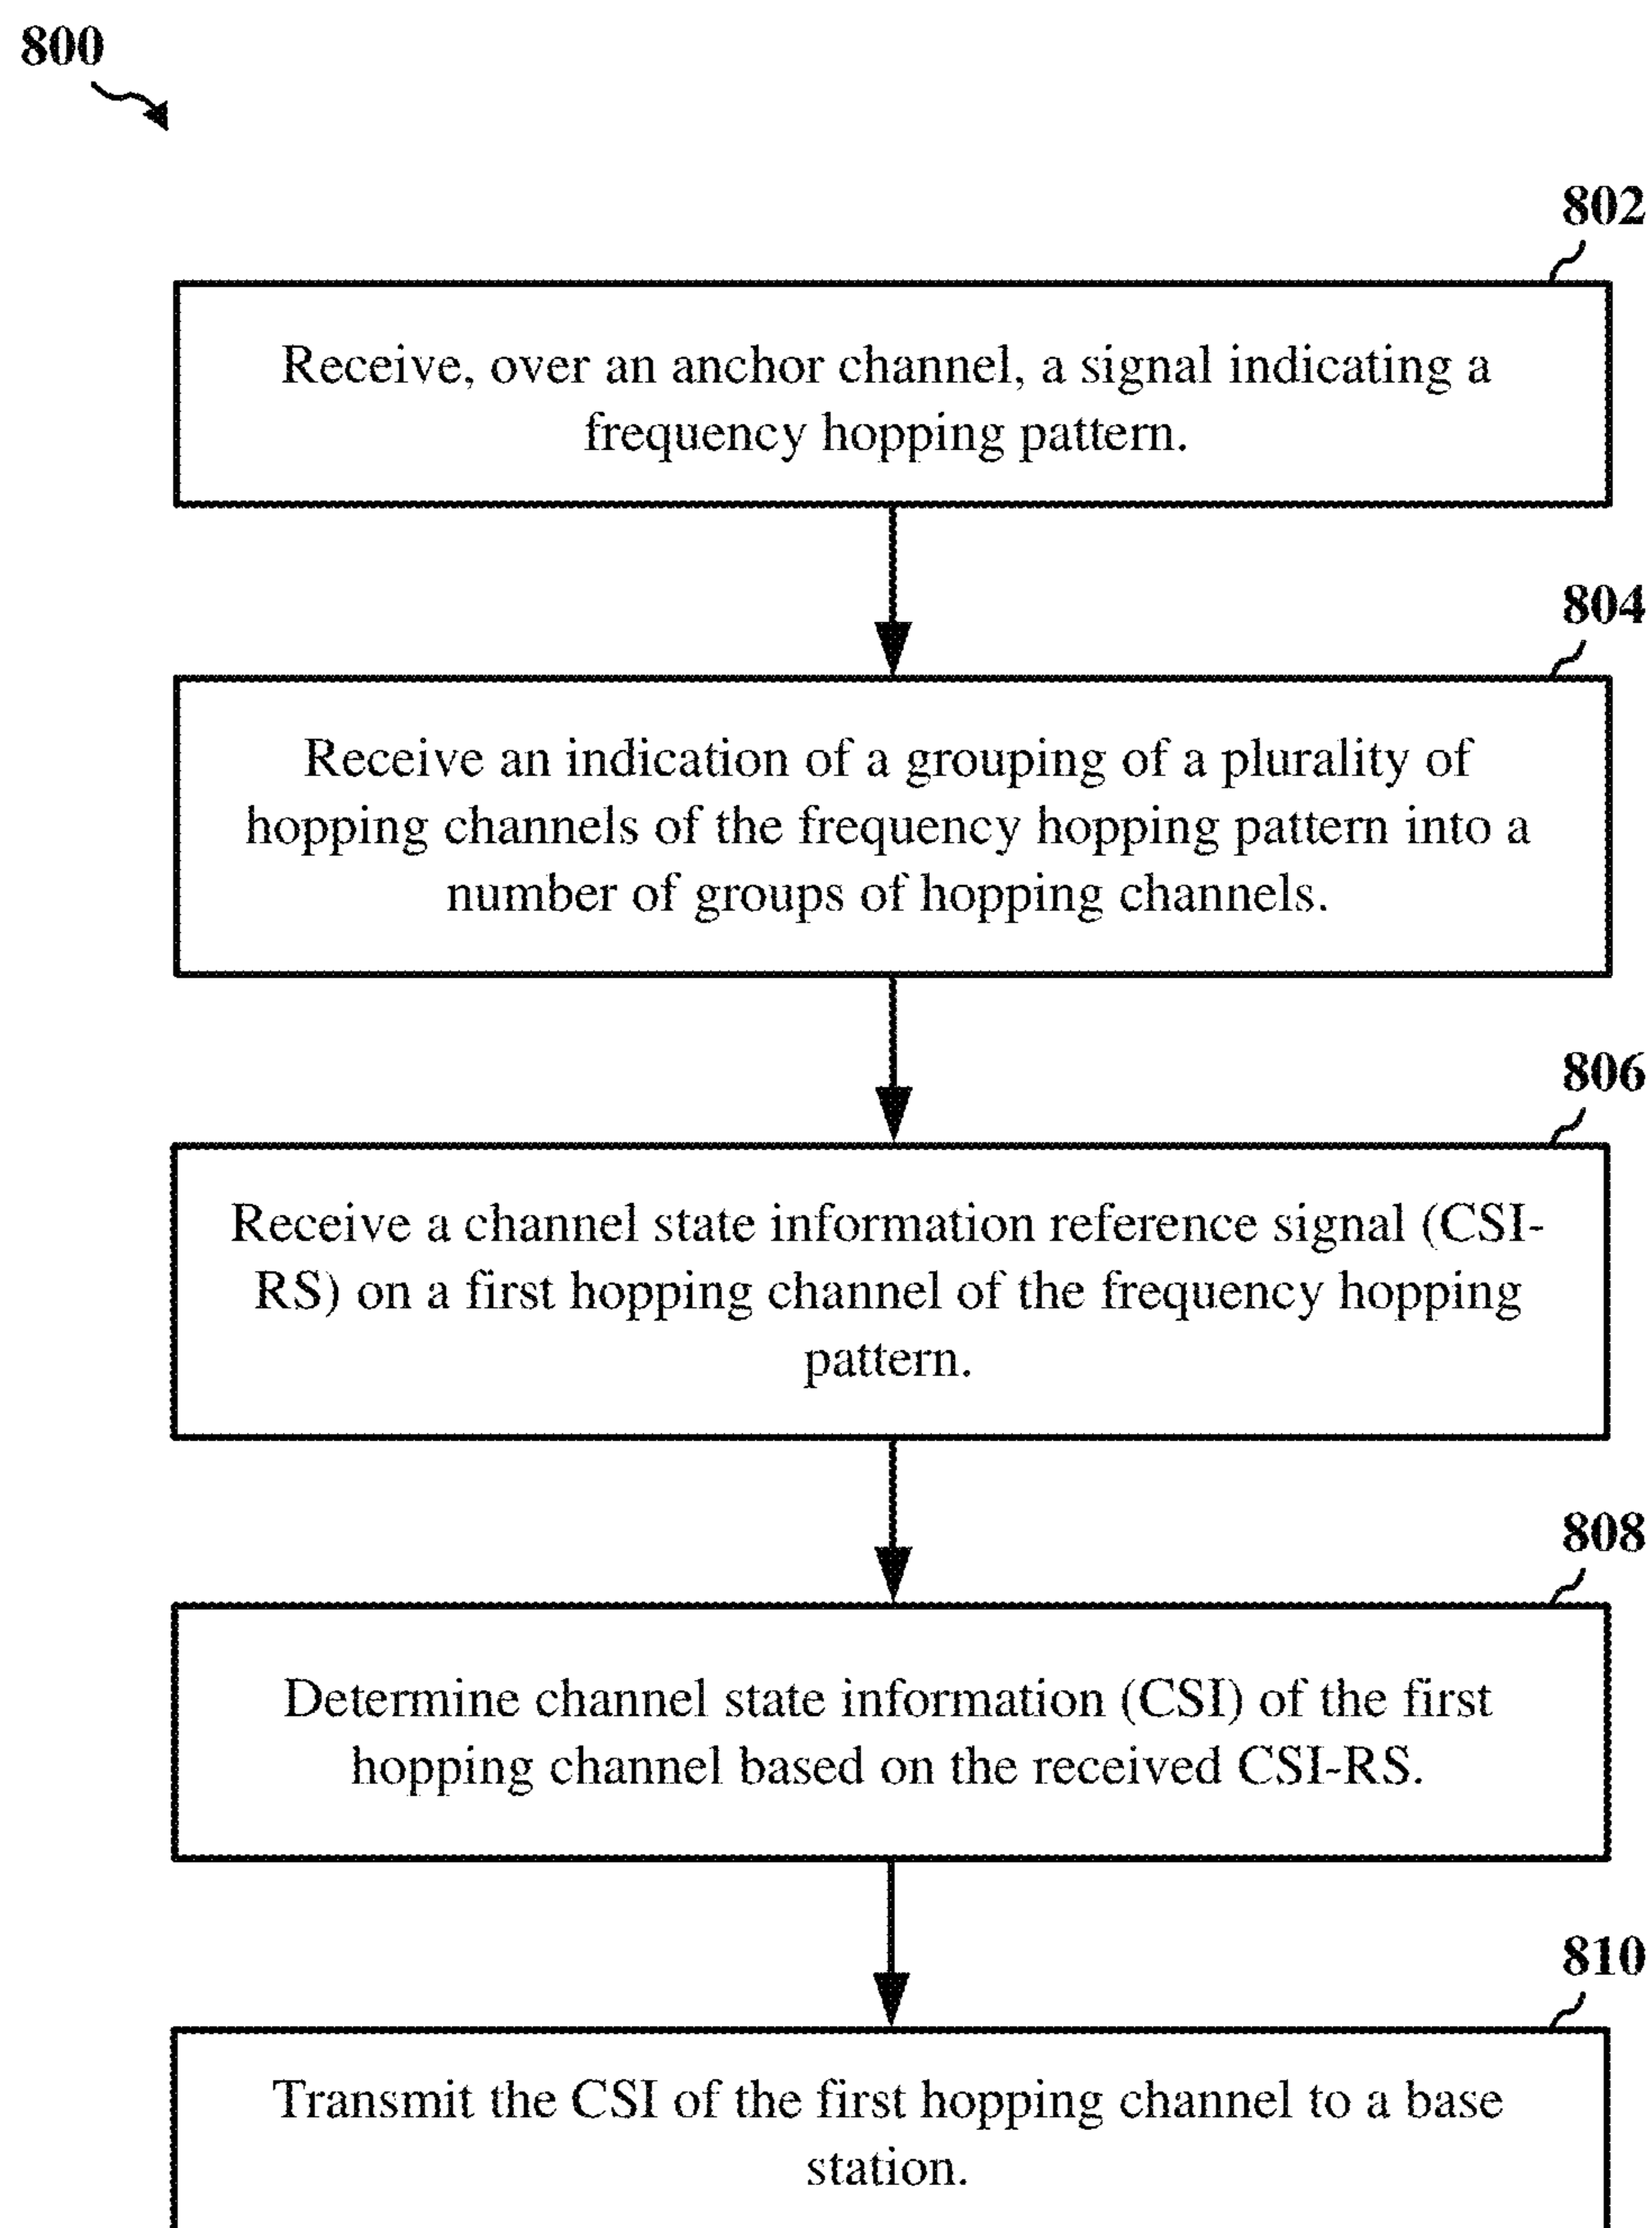 800
802
Receive, over an anchor channel, a signal indicating a
frequency hopping pattern.
804
Receive an indication of a grouping of a plurality of
hopping channels of the frequency hopping pattern into a
number of groups of hopping channels.
806
Receive a channel state information reference signal (CSI-
RS) on a first hopping channel of the frequency hopping
pattern.
808
Determine channel state information (CSI) of the first
hopping channel based on the received CSI-RS.
810
Transmit the CSI of the first hopping channel to a base
station.